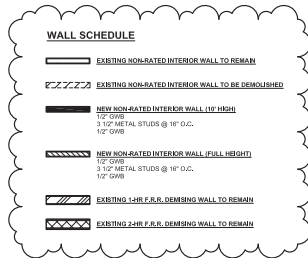 WALL SCHEDULE
EXISTING NON-RATED INTERIOR WALL TO REMAIN
EXISTING NON-RATED INTERIOR WALL TO BE DEMOLISHED
NEW NON-RATED INTERIOR WALL (10' HIGH)
1/2" GWB
3 1/2" METAL STUDS @ 16" O.C.
1/2" GWB
NEW NON-RATED INTERIOR WALL (FULL HEIGHT)
1/2" GWB
3 1/2" METAL STUDS @ 16" O.C.
1/2" GWB
EXISTING 1-HR F.R.R. DEMISING WALL TO REMAIN
EXISTING 2-HR F.R.R. DEMISING WALL TO REMAIN